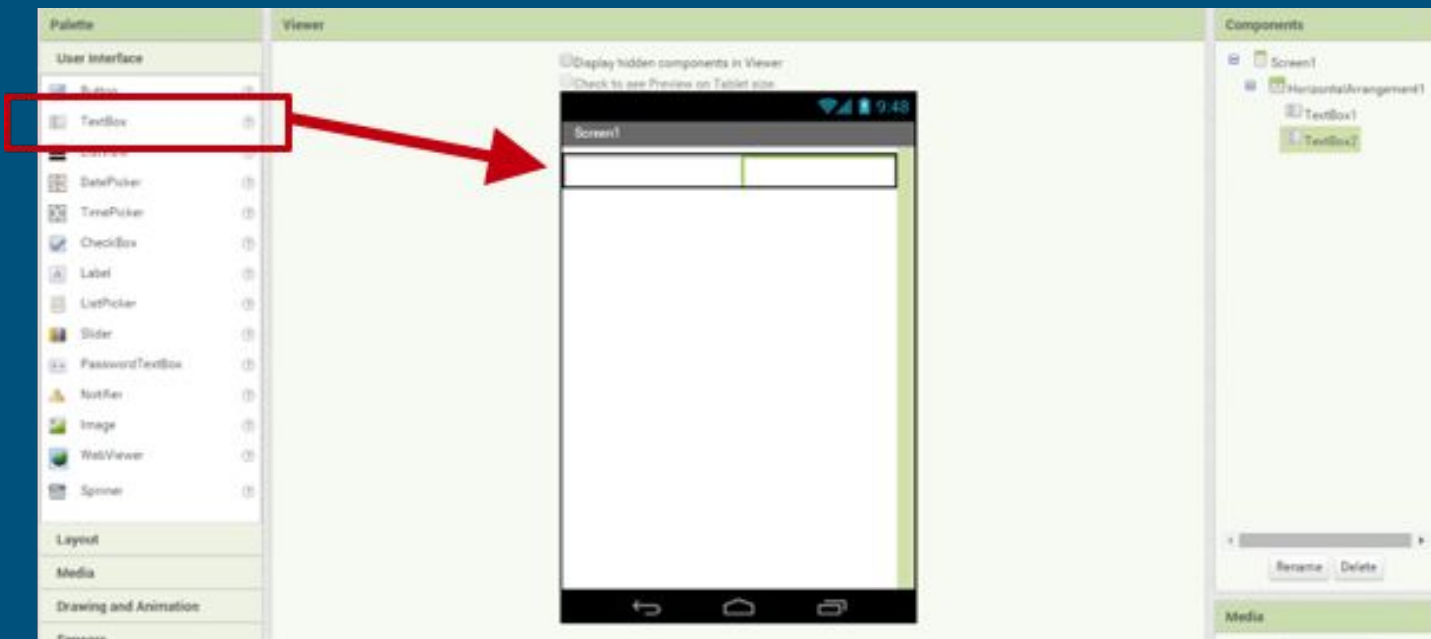 Palette
User Interface
Button
TextBox
ListView
DatePicker
TimePicker
CheckBox
Label
ListPicker
Slider
PasswordTextBox
Notifier
Image
WebViewer
Spinner
Layout
Media
Drawing and Animation
Sensors
Viewer
Display hidden components in Viewer
Check to see Preview on Tablet size.
9:48
Screen1
Components
Screen1
HorizontalArrangement1
TextBox1
TextBox2
Rename Delete
Media